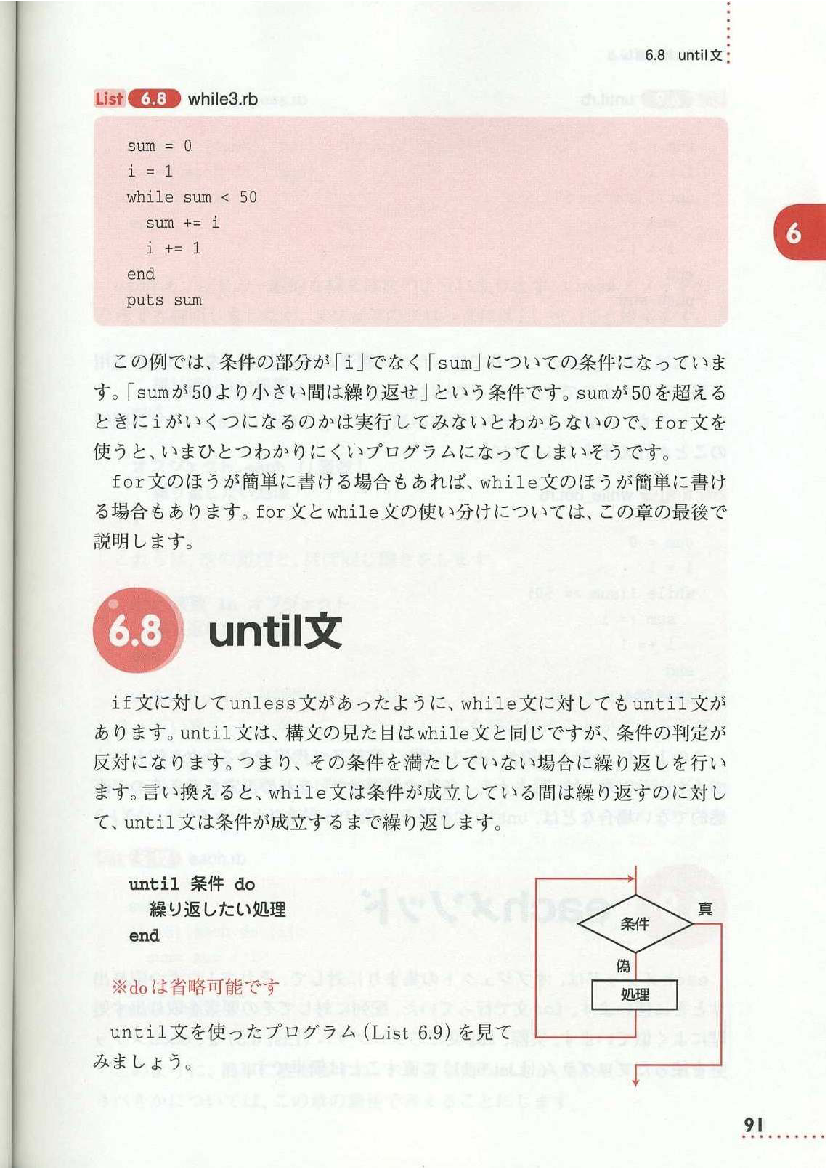 6.8 until文
List 6.8 while3.rb
sum = 0
i = 1
while sum < 50
  sum += i
  i += 1
end
puts sum
6
この例では、条件の部分が「i」でなく「sum」についての条件になっていま
す。「sumが50より小さい間は繰り返せ」という条件です。sumが50を超える
ときにiがいくつになるのかは実行してみないとわからないので、for文を
使うと、いまひとつわかりにくいプログラムになってしまいそうです。
for文のほうが簡単に書ける場合もあれば、while文のほうが簡単に書け
る場合もあります。for文とwhile文の使い分けについては、この章の最後で
説明します。
6.8 until文
if文に対してunless文があったように、while文に対してもuntil文が
あります。until文は、構文の見た目はwhile文と同じですが、条件の判定が
反対になります。つまり、その条件を満たしていない場合に繰り返しを行い
ます。言い換えると、while文は条件が成立している間は繰り返すのに対し
て、until文は条件が成立するまで繰り返します。
until 条件 do
  繰り返したい処理
end
※doは省略可能です
until文を使ったプログラム(List 6.9)を見て
みましょう。
条件
真
偽
処理
91